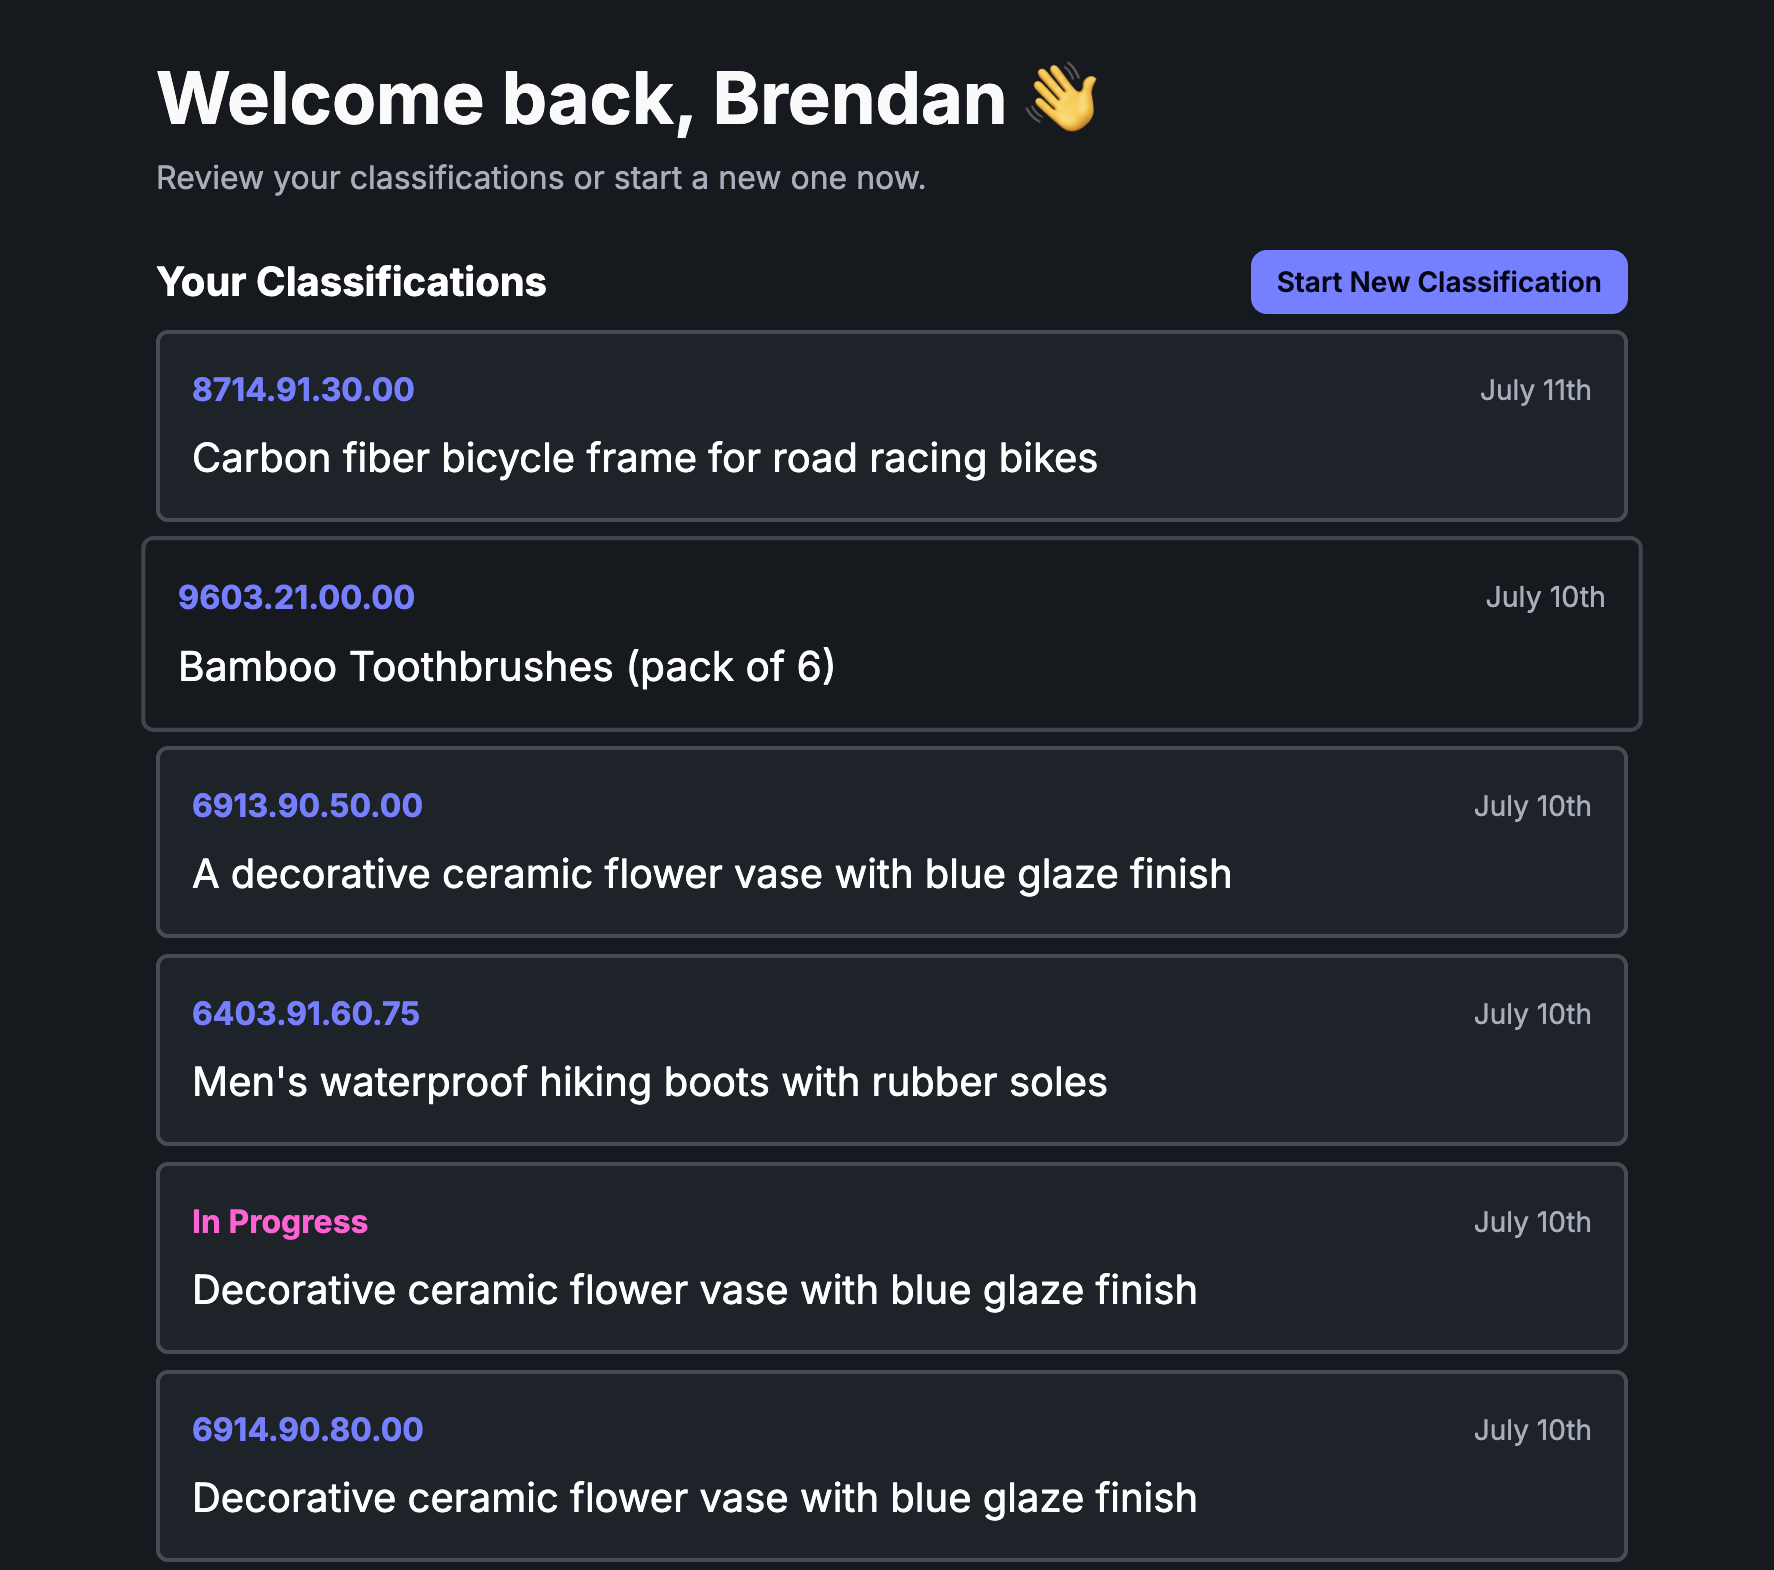 Welcome back, Brendan 👋
Review your classifications or start a new one now.
Your Classifications
Start New Classification
8714.91.30.00
July 11th
Carbon fiber bicycle frame for road racing bikes
9603.21.00.00
July 10th
Bamboo Toothbrushes (pack of 6)
6913.90.50.00
July 10th
A decorative ceramic flower vase with blue glaze finish
6403.91.60.75
July 10th
Men's waterproof hiking boots with rubber soles
In Progress
July 10th
Decorative ceramic flower vase with blue glaze finish
6914.90.80.00
July 10th
Decorative ceramic flower vase with blue glaze finish